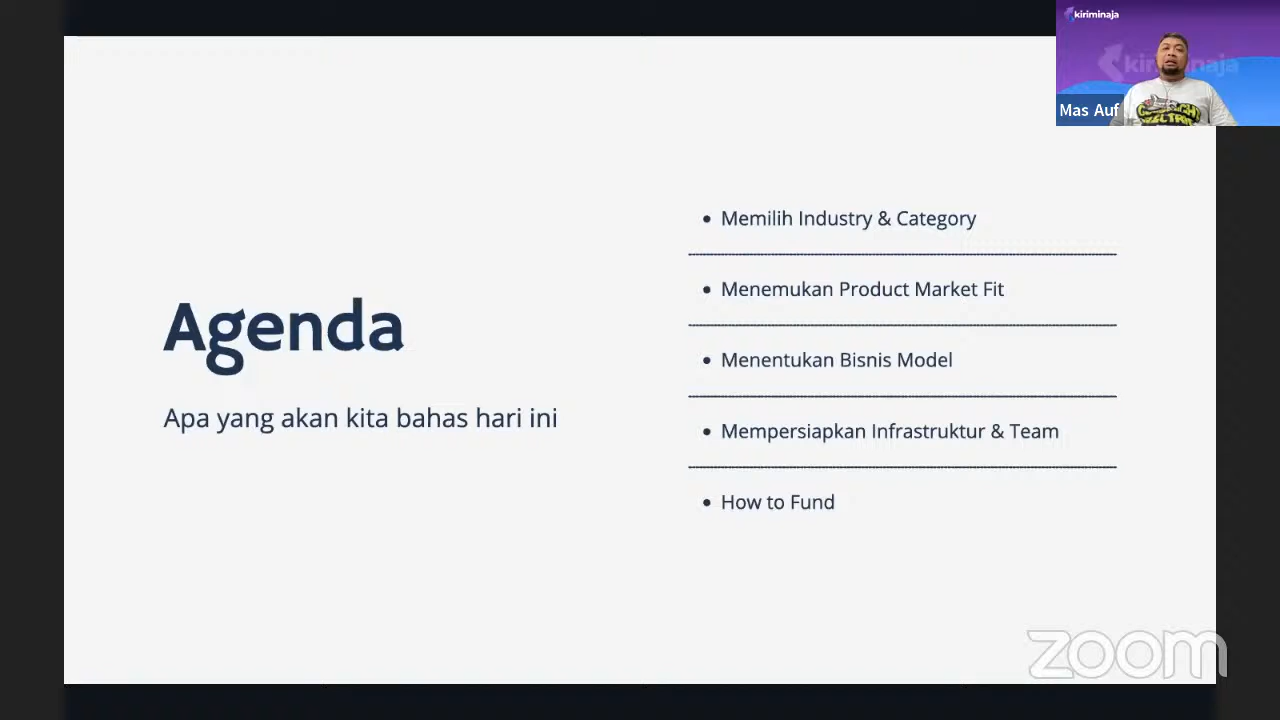 kiriminaja
kiriminaja
Mas Auf
Agenda
Apa yang akan kita bahas hari ini
• Memilih Industry & Category
• Menemukan Product Market Fit
• Menentukan Bisnis Model
• Mempersiapkan Infrastruktur & Team
• How to Fund
zoom